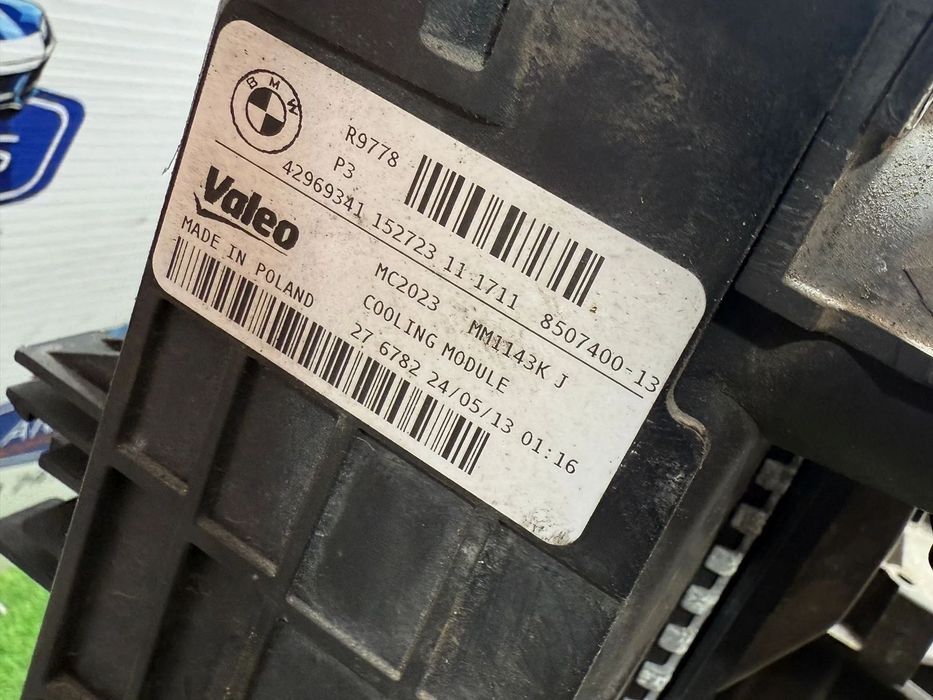 BMW
R9778
P3
42969341 152723 11 1711 8507400-13
Valeo
MADE IN POLAND
MC2023 MM1143K J
COOLING MODULE
27 6782 24/05/13 01:16